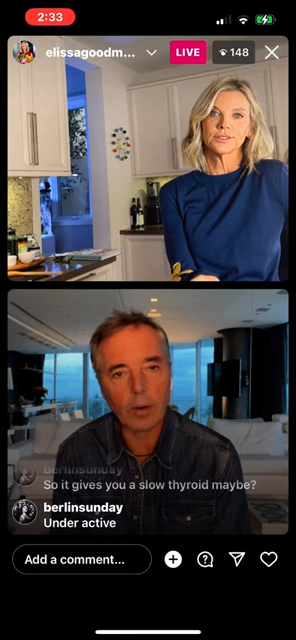 2:33
elissagoodm...
LIVE
148
berlinsunday
So it gives you a slow thyroid maybe?
berlinsunday
Under active
Add a comment...